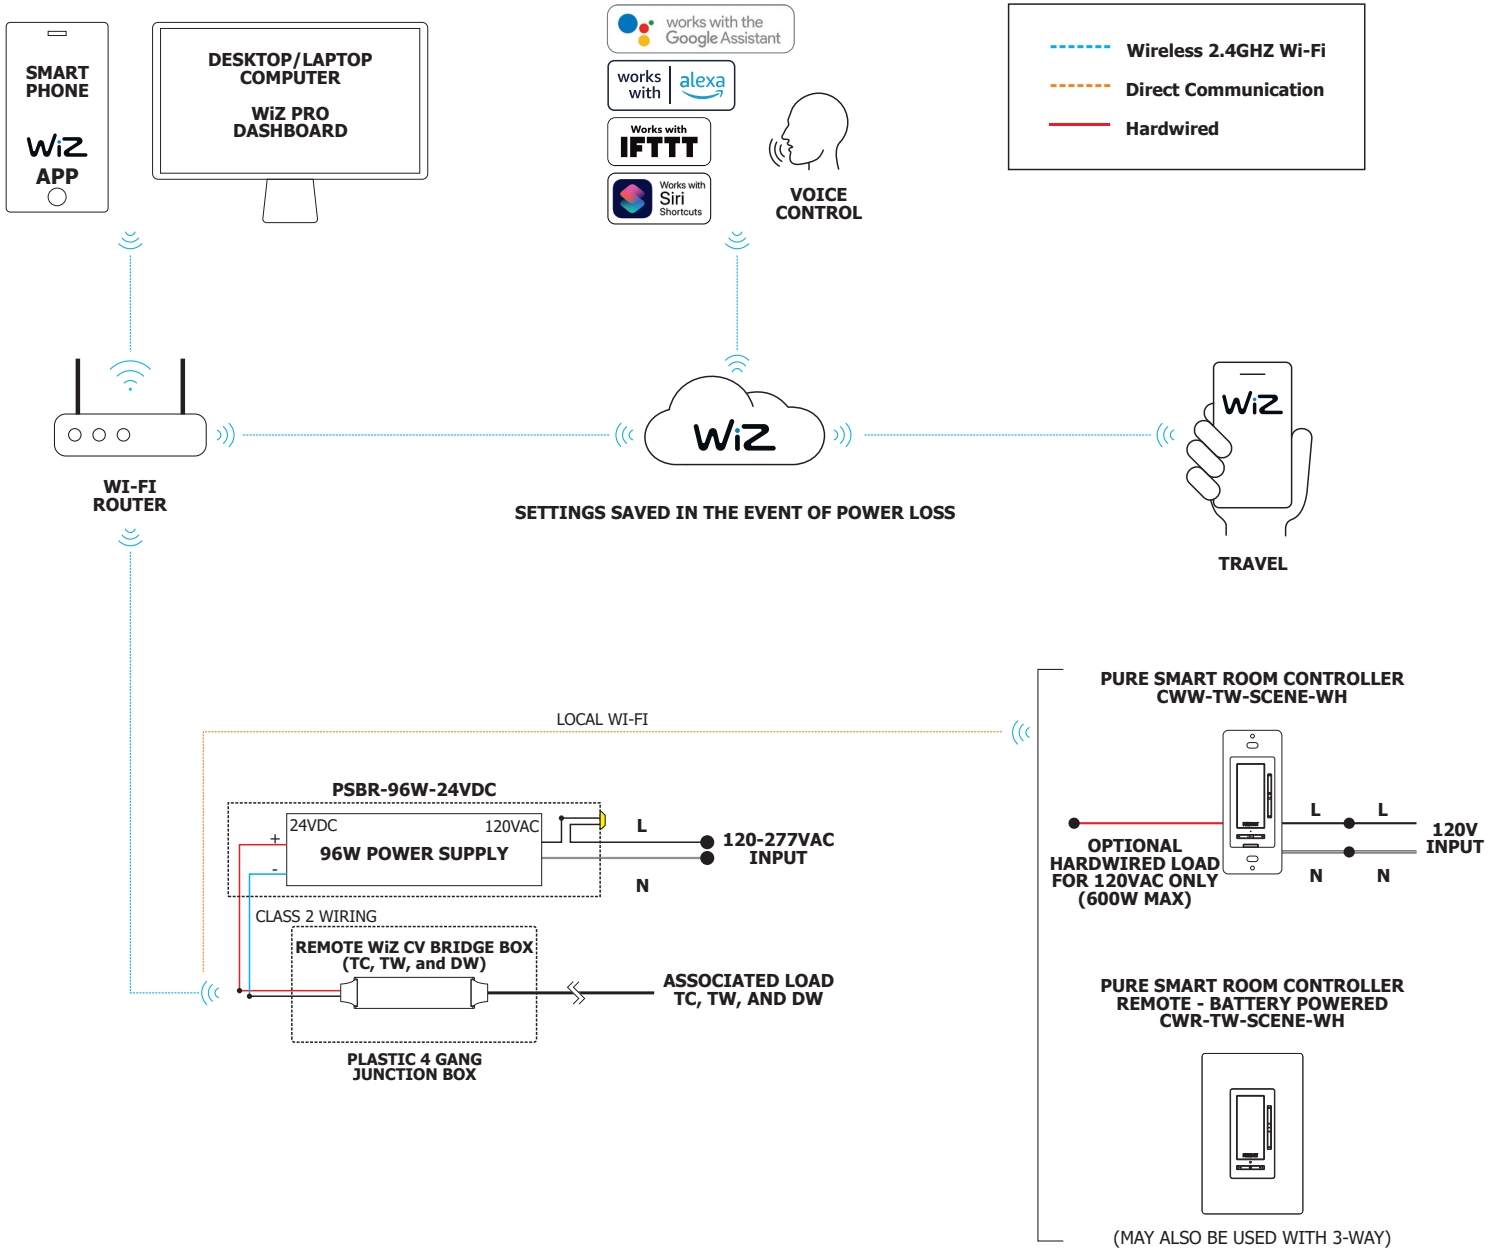 SMART
PHONE
WiZ
APP
DESKTOP/LAPTOP
COMPUTER
WiZ PRO
DASHBOARD
works with the
Google Assistant
works
with
alexa
Works with
IFTTT
Works with
Siri
Shortcuts
VOICE
CONTROL
Wireless 2.4GHZ Wi-Fi
Direct Communication
Hardwired
WI-FI
ROUTER
WiZ
SETTINGS SAVED IN THE EVENT OF POWER LOSS
WiZ
TRAVEL
LOCAL WI-FI
PSBR-96W-24VDC
24VDC
120VAC
+
-
96W POWER SUPPLY
L
N
120-277VAC
INPUT
CLASS 2 WIRING
REMOTE WiZ CV BRIDGE BOX
(TC, TW, and DW)
ASSOCIATED LOAD
TC, TW, AND DW
PLASTIC 4 GANG
JUNCTION BOX
PURE SMART ROOM CONTROLLER
CWW-TW-SCENE-WH
OPTIONAL
HARDWIRED LOAD
FOR 120VAC ONLY
(600W MAX)
L
L
N
N
120V
INPUT
PURE SMART ROOM CONTROLLER
REMOTE - BATTERY POWERED
CWR-TW-SCENE-WH
(MAY ALSO BE USED WITH 3-WAY)